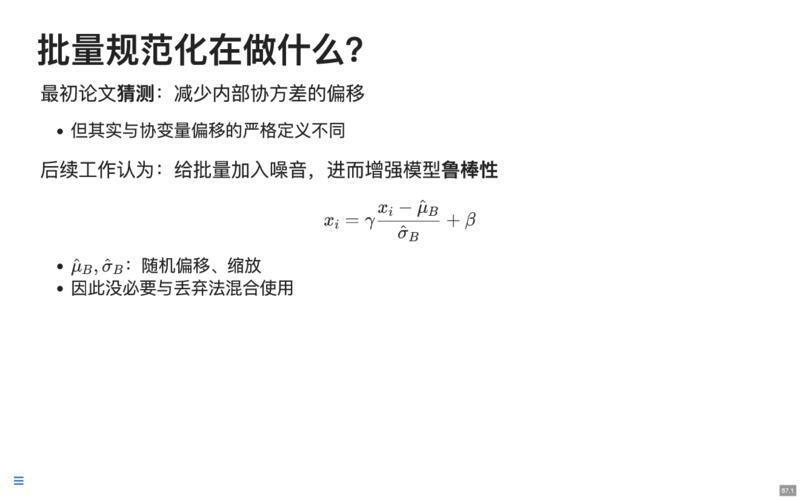 批量规范化在做什么？
最初论文猜测：减少内部协方差的偏移
• 但其实与协变量偏移的严格定义不同
后续工作认为：给批量加入噪音，进而增强模型鲁棒性
$x_i = \gamma \frac{x_i - \hat{\mu}_B}{\hat{\sigma}_B} + \beta$
• $\hat{\mu}_B, \hat{\sigma}_B$：随机偏移、缩放
• 因此没必要与丢弃法混合使用
67.1